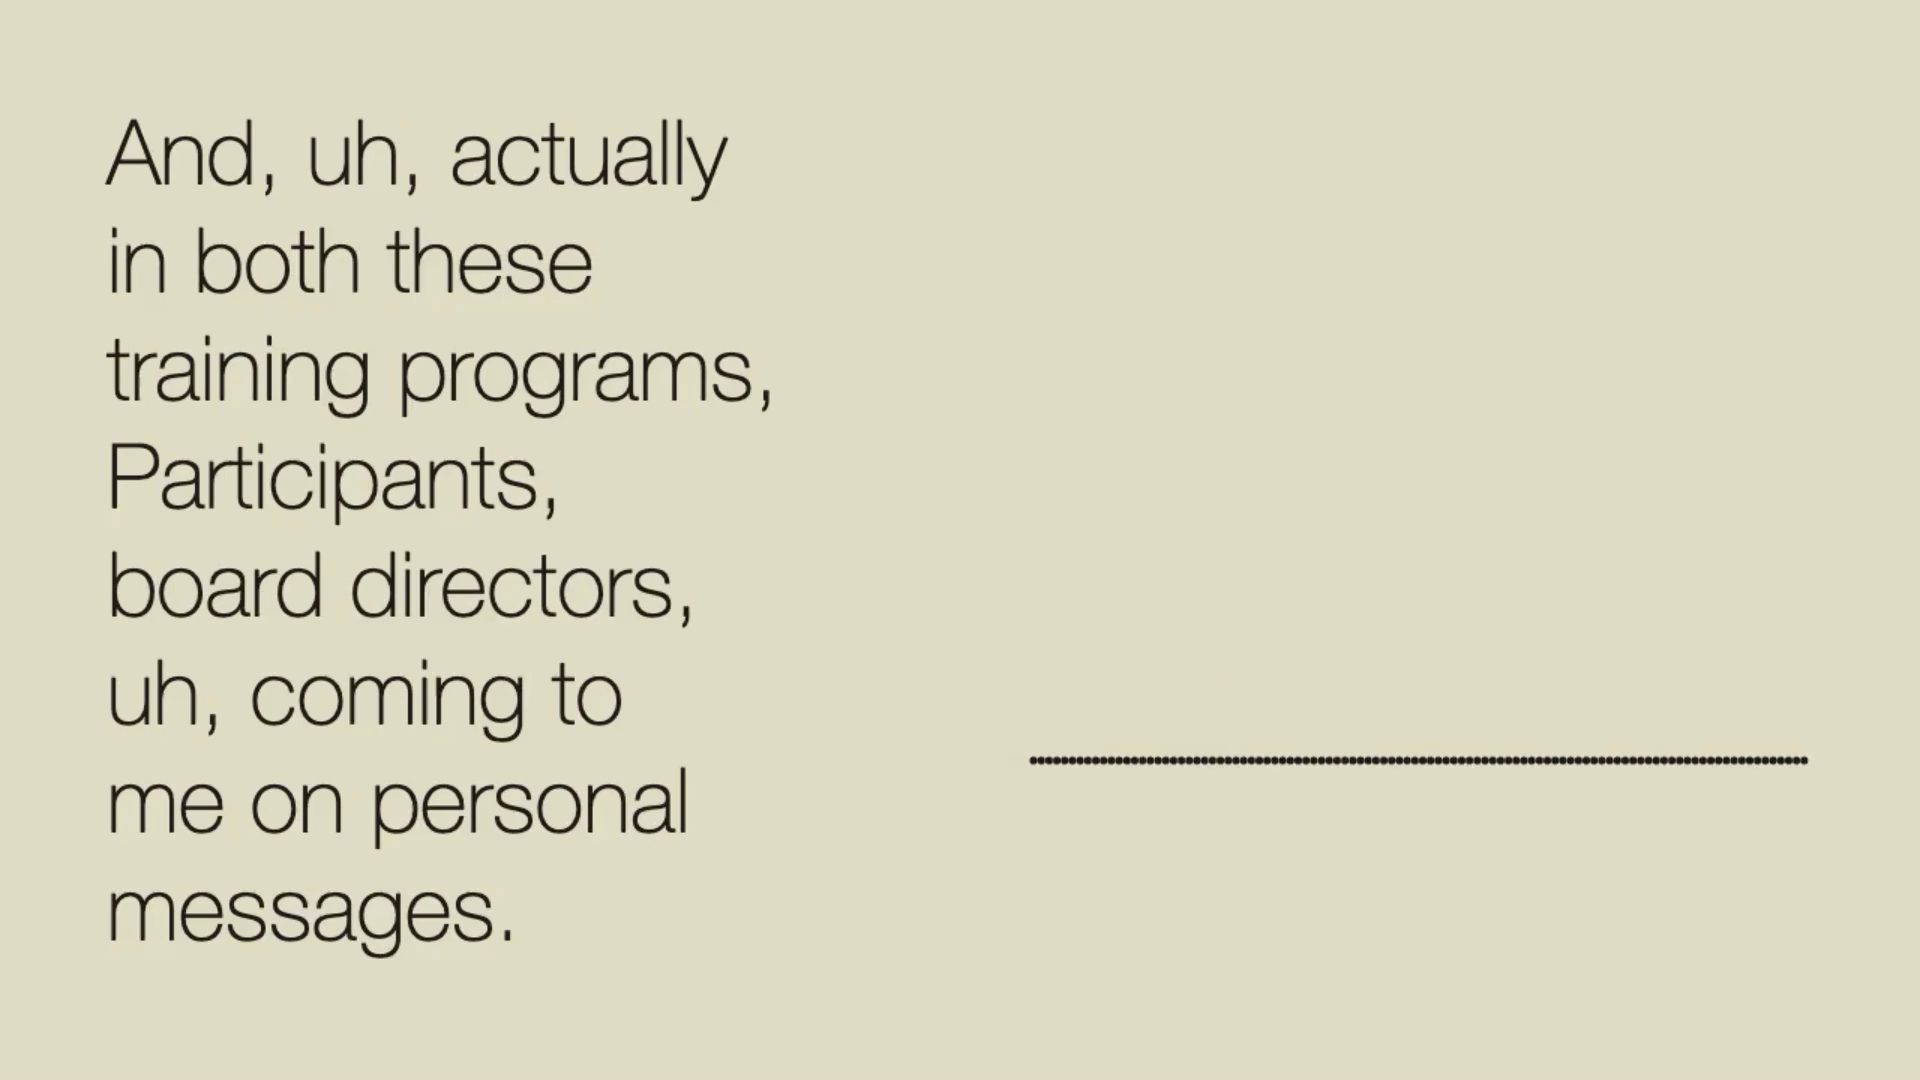 And, uh, actually
in both these
training programs,
Participants,
board directors,
uh, coming to
me on personal
messages.